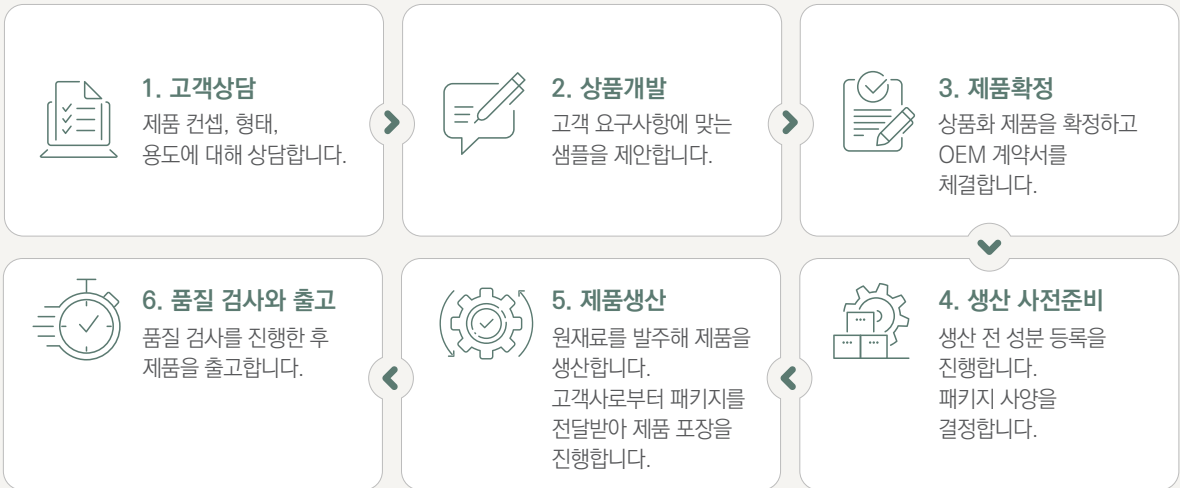 1. 고객상담
제품 컨셉, 형태,
용도에 대해 상담합니다.
2. 상품개발
고객 요구사항에 맞는
샘플을 제안합니다.
3. 제품확정
상품화 제품을 확정하고
OEM 계약서를
체결합니다.
4. 생산 사전준비
생산 전 성분 등록을
진행합니다.
패키지 사양을
결정합니다.
5. 제품생산
원재료를 발주해 제품을
생산합니다.
고객사로부터 패키지를
전달받아 제품 포장을
진행합니다.
6. 품질 검사와 출고
품질 검사를 진행한 후
제품을 출고합니다.